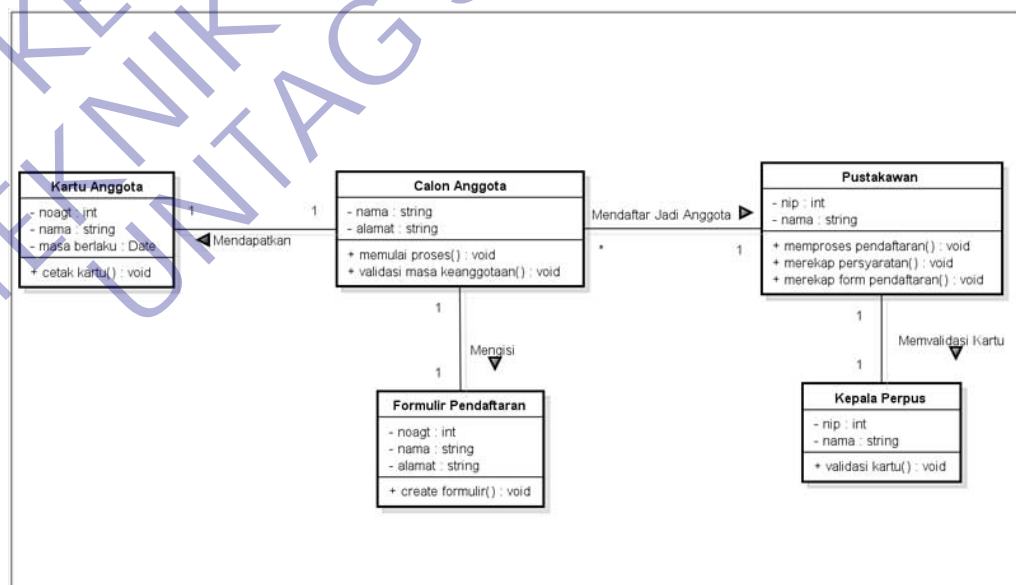 KE
TEKNIK
UNTAG S
Kartu Anggota
- noagt : int
- nama : string
- masa berlaku : Date
+ cetak kartu() : void
1
1
Mendapatkan
Calon Anggota
- nama : string
- alamat : string
+ memulai proses() : void
+ validasi masa keanggotaan() : void
Mendaftar Jadi Anggota
*
1
Pustakawan
- nip : int
- nama : string
+ memproses pendaftaran() : void
+ merekap persyaratan() : void
+ merekap form pendaftaran() : void
1
Mengisi
1
Formulir Pendaftaran
- noagt : int
- nama : string
- alamat : string
+ create formulir() : void
1
Memvalidasi Kartu
1
Kepala Perpus
- nip : int
- nama : string
+ validasi kartu() : void